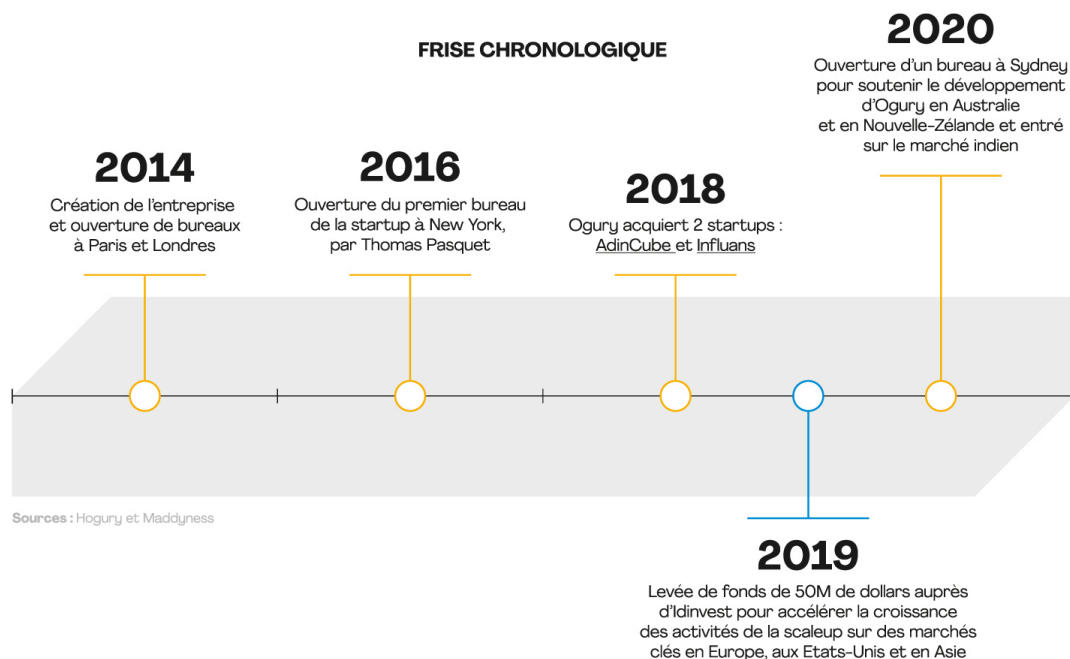 FRISE CHRONOLOGIQUE
2014
Création de l'entreprise
et ouverture de bureaux
à Paris et Londres
2016
Ouverture du premier bureau
de la startup à New York,
par Thomas Pasquet
2018
Ogury acquiert 2 startups :
AdinCube et Influans
2020
Ouverture d'un bureau à Sydney
pour soutenir le développement
d'Ogury en Australie
et en Nouvelle-Zélande et entré
sur le marché indien
Sources : Hogury et Maddyness
2019
Levée de fonds de 50M de dollars auprès
d'Idinvest pour accélérer la croissance
des activités de la scaleup sur des marchés
clés en Europe, aux Etats-Unis et en Asie